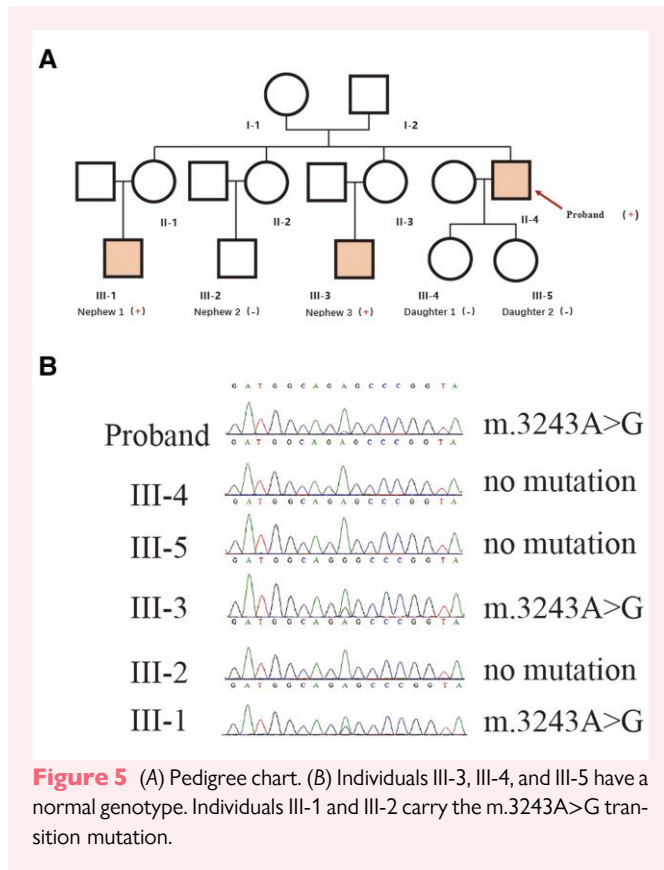 A
I-1
I-2
II-1
II-2
II-3
II-4
Proband (+)
III-1
III-2
III-3
III-4
III-5
Nephew 1 (+)
Nephew 2 (-)
Nephew 3 (+)
Daughter 1 (-)
Daughter 2 (-)
B
G A T G G C A G A G C C C G G T A
Proband
m.3243A>G
G A T G G C A G A G C C C G G T A
III-4
no mutation
G A T G G C A G A G C C C G G T A
III-5
no mutation
G A T G G C A G G G C C C G G T A
III-3
m.3243A>G
G A T G G C A G A G C C C G G T A
III-2
no mutation
G A T G G C A G A G C C C G G T A
III-1
m.3243A>G
Figure 5 (A) Pedigree chart. (B) Individuals III-3, III-4, and III-5 have a
normal genotype. Individuals III-1 and III-2 carry the m.3243A>G tran-
sition mutation.